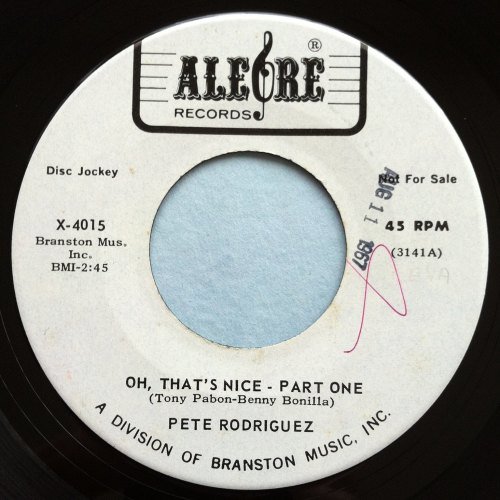 ALEGRE ®
RECORDS
Disc Jockey
Not For Sale
AUG 11 1967
X-4015
45 RPM
Branston Mus.
Inc.
(3141A)
BMI-2:45
OH, THAT'S NICE - PART ONE
(Tony Pabon-Benny Bonilla)
PETE RODRIGUEZ
A DIVISION OF BRANSTON MUSIC, INC.